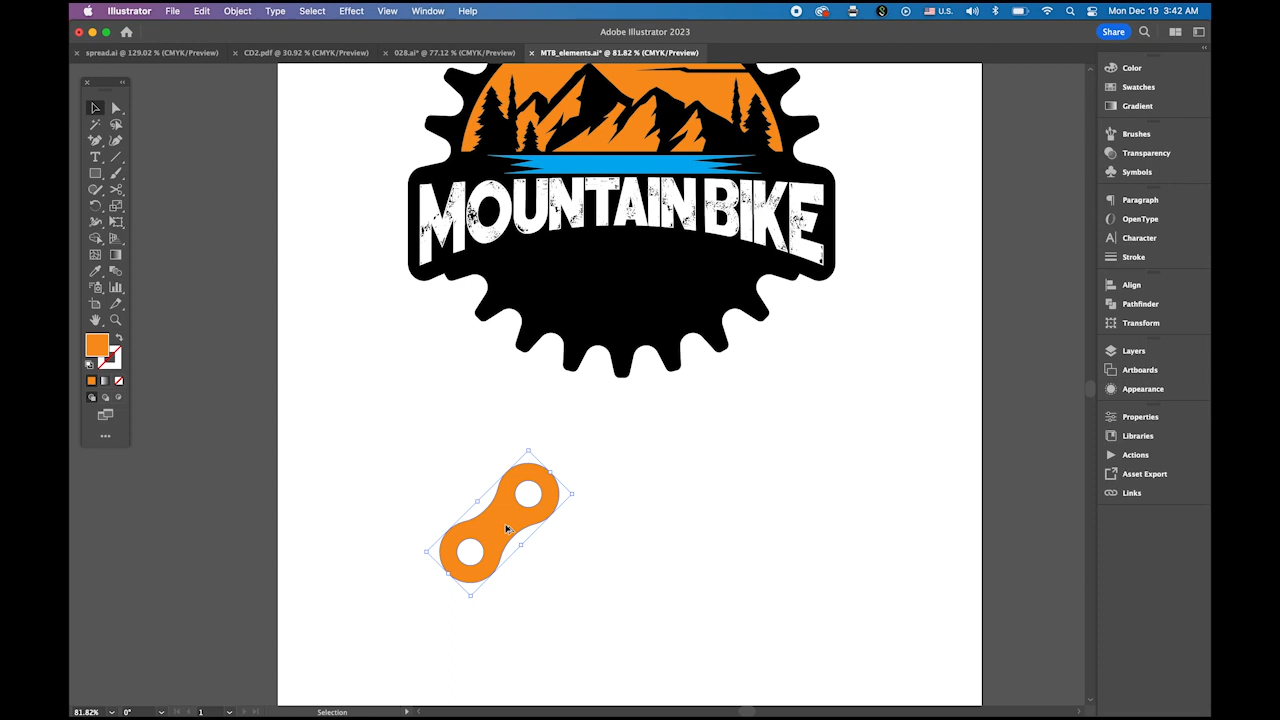 Illustrator File Edit Object Type Select Effect View Window Help U.S. Mon Dec 19 3:42 AM
Adobe Illustrator 2023 Share
spread.ai @ 129.02 % (CMYK/Preview) CD2.pdf @ 30.92 % (CMYK/Preview) 028.ai* @ 77.12 % (CMYK/Preview) MTB_elements.ai* @ 81.82 % (CMYK/Preview)
Color
Swatches
Gradient
Brushes
Transparency
Symbols
Paragraph
OpenType
Character
Stroke
Align
Pathfinder
Transform
Layers
Artboards
Appearance
Properties
Libraries
Actions
Asset Export
Links
MOUNTAIN BIKE
81.82% 0° 1 Selection